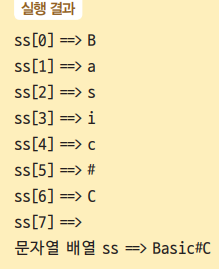 실행 결과
ss[0] ==> B
ss[1] ==> a
ss[2] ==> s
ss[3] ==> i
ss[4] ==> c
ss[5] ==> #
ss[6] ==> C
ss[7] ==>
문자열 배열 ss ==> Basic#C